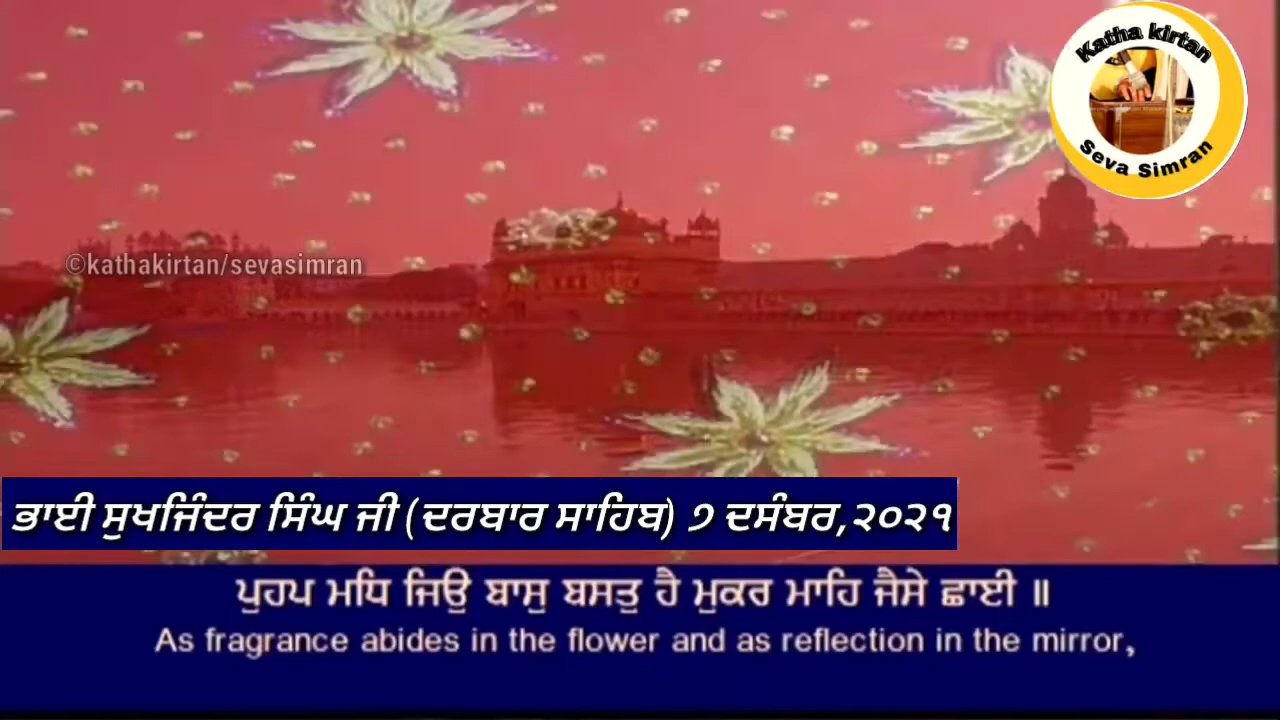 Katha kirtan
Seva Simran
©kathakirtan/sevasimran
ਭਾਈ ਸੁਖਜਿੰਦਰ ਸਿੰਘ ਜੀ (ਦਰਬਾਰ ਸਾਹਿਬ) ੭ ਦਸੰਬਰ,੨੦੨੧
ਪੁਹਪ ਮਧਿ ਜਿਉ ਬਾਸੁ ਬਸਤੁ ਹੈ ਮੁਕਰ ਮਾਹਿ ਜੈਸੇ ਛਾਈ ॥
As fragrance abides in the flower and as reflection in the mirror,